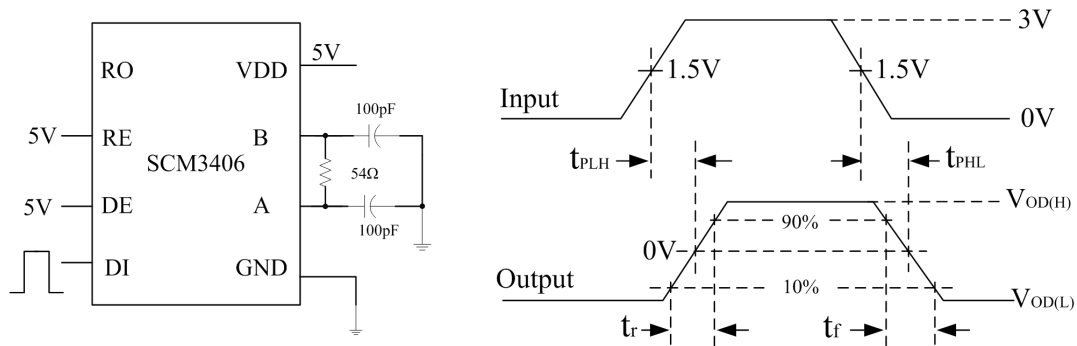 5V
RO VDD
100pF
5V RE B
SCM3406
54Ω
5V DE A
100pF
DI GND
3V
1.5V 1.5V
Input
0V
tPLH tPHL
VOD(H)
90%
0V
Output
10%
VOD(L)
tr tf